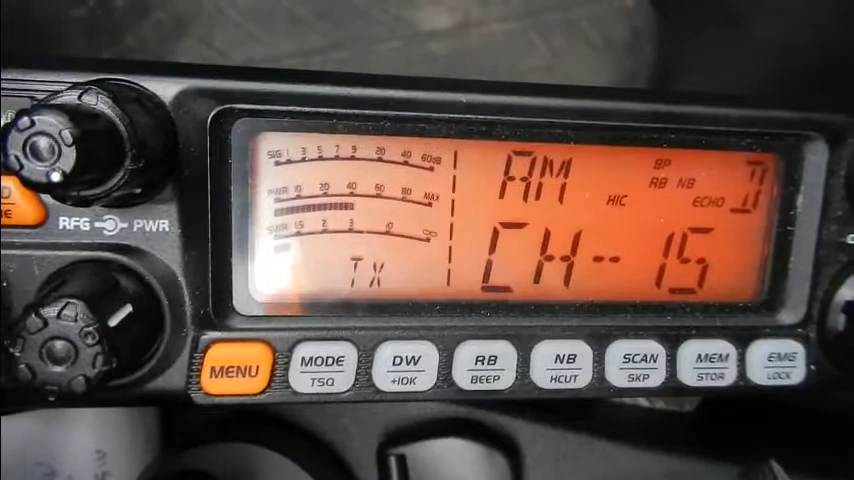 SIG 1 3 5 7 9 20 40 60dB
PWR 10 20 40 60 80 MAX
SWR 1.5 2 3 10 ∞
TX
AM
BP
RB NB
HIC ECHO
D
CH--15
RFG PWR
MENU
MODE
TSQ
DW
+10K
RB
BEEP
NB
HCUT
SCAN
SKP
MEM
STOR
EMG
LOCK